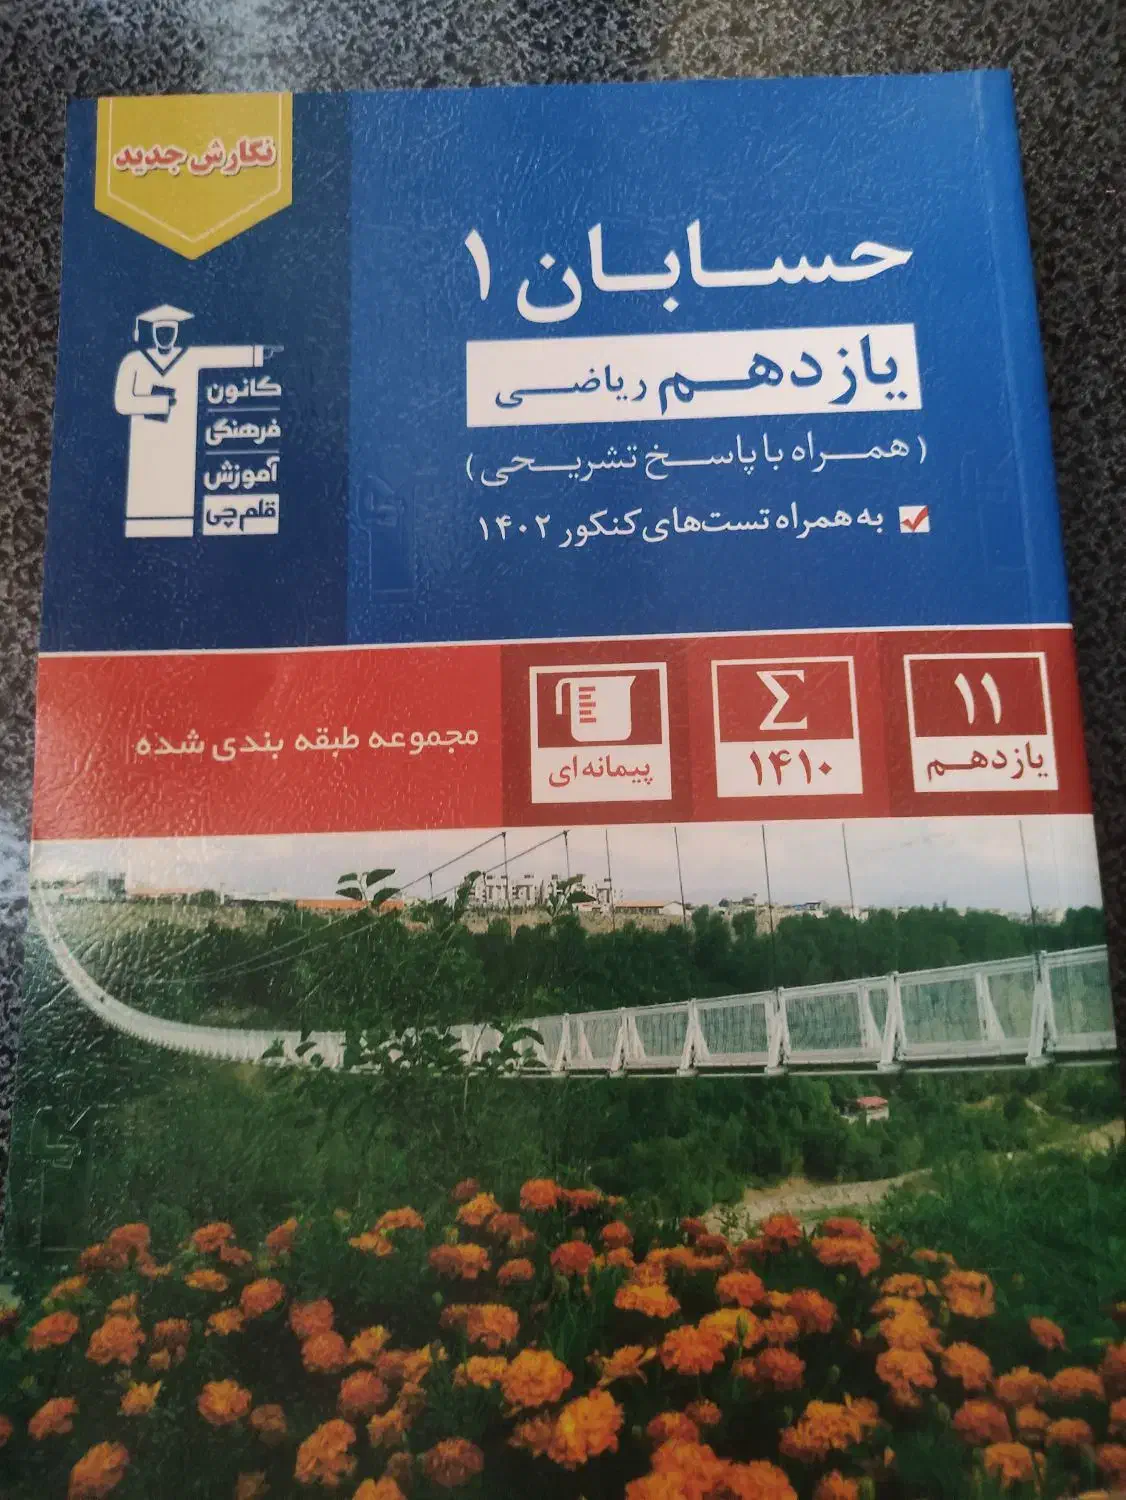 نگارش جدید
حسابان ۱
یازدهم ریاضی
(همراه با پاسخ تشریحی)
به همراه تست‌های کنکور ۱۴۰۲
کانون
فرهنگی
آموزش
قلم‌چی
۱۱
یازدهم
Σ
۱۴۱۰
پیمانه‌ای
مجموعه طبقه بندی شده